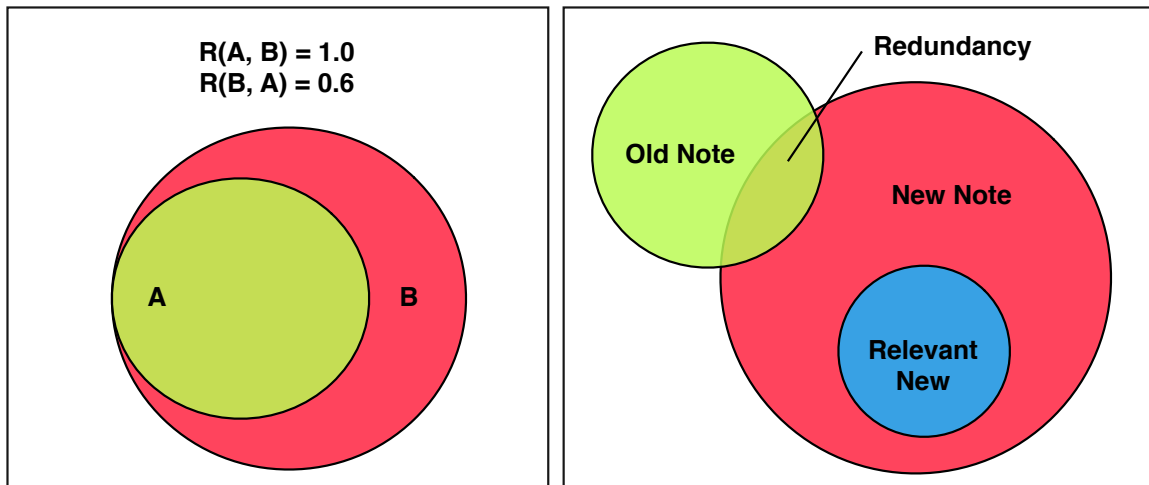 R(A, B) = 1.0
R(B, A) = 0.6
A
B
Redundancy
Old Note
New Note
Relevant
New